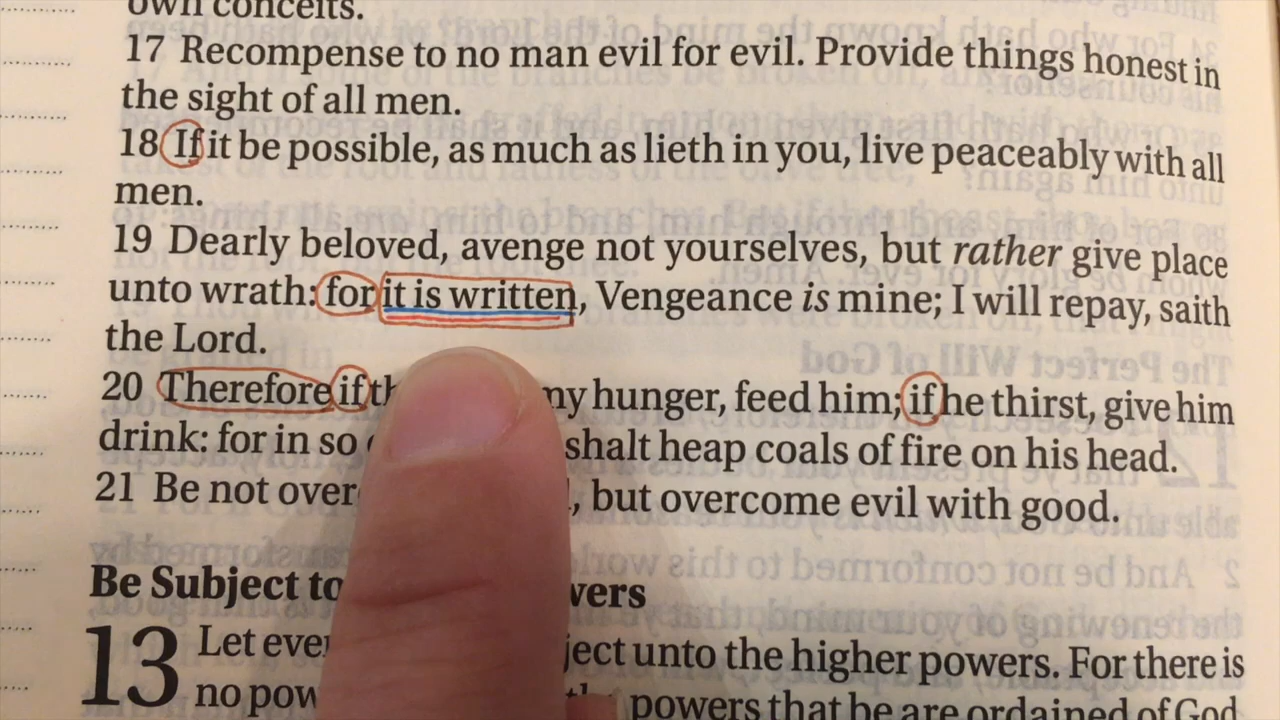 own conceits.
17 Recompense to no man evil for evil. Provide things honest in
the sight of all men.
18 If it be possible, as much as lieth in you, live peaceably with all
men.
19 Dearly beloved, avenge not yourselves, but rather give place
unto wrath: for it is written, Vengeance is mine; I will repay, saith
the Lord.
20 Therefore if my hunger, feed him; if he thirst, give him
drink: for in so shalt heap coals of fire on his head.
21 Be not over , but overcome evil with good.
Be Subject to
13 Let unto the higher powers. For there is
no powers that be are ordained of God